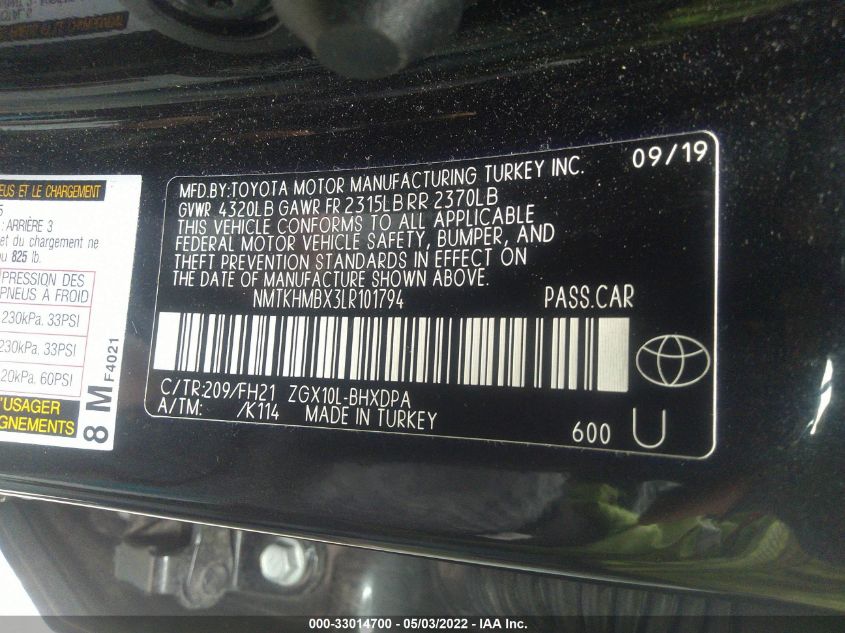 MFD.BY:TOYOTA MOTOR MANUFACTURING TURKEY INC. 09/19
GVWR 4320LB GAWR FR 2315LB RR 2370LB
THIS VEHICLE CONFORMS TO ALL APPLICABLE
FEDERAL MOTOR VEHICLE SAFETY, BUMPER, AND
THEFT PREVENTION STANDARDS IN EFFECT ON
THE DATE OF MANUFACTURE SHOWN ABOVE.
NMTKHMBX3LR101794 PASS.CAR
C/TR:209/FH21 ZGX10L-BHXDPA
A/TM: /K114 MADE IN TURKEY
600 U
EUS ET LE CHARGEMENT
5
: ARRIÈRE 3
et du chargement ne
ou 825 lb.
PRESSION DES
PNEUS À FROID
230kPa. 33PSI
230kPa. 33PSI
20kPa. 60PSI
'USAGER
GNEMENTS
8 M F4021
000-33014700 - 05/03/2022 - IAA Inc.